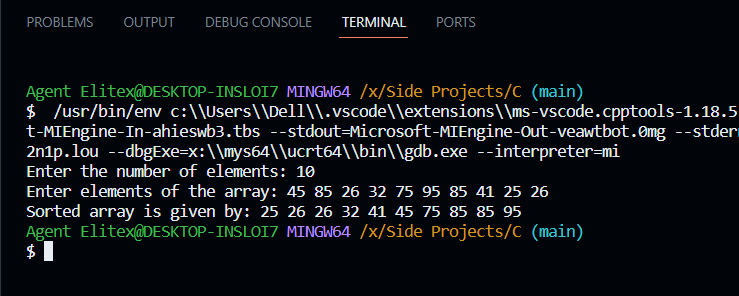 PROBLEMS OUTPUT DEBUG CONSOLE TERMINAL PORTS
Agent Elitex@DESKTOP-INSLOI7 MINGW64 /x/Side Projects/C (main)
$  /usr/bin/env c:\\Users\\Dell\\.vscode\\extensions\\ms-vscode.cpptools-1.18.5
t-MIEngine-In-ahieswb3.tbs --stdout=Microsoft-MIEngine-Out-veawtbot.0mg --stder
2n1p.lou --dbgExe=x:\\mys64\\ucrt64\\bin\\gdb.exe --interpreter=mi
Enter the number of elements: 10
Enter elements of the array: 45 85 26 32 75 95 85 41 25 26
Sorted array is given by: 25 26 26 32 41 45 75 85 85 95
Agent Elitex@DESKTOP-INSLOI7 MINGW64 /x/Side Projects/C (main)
$